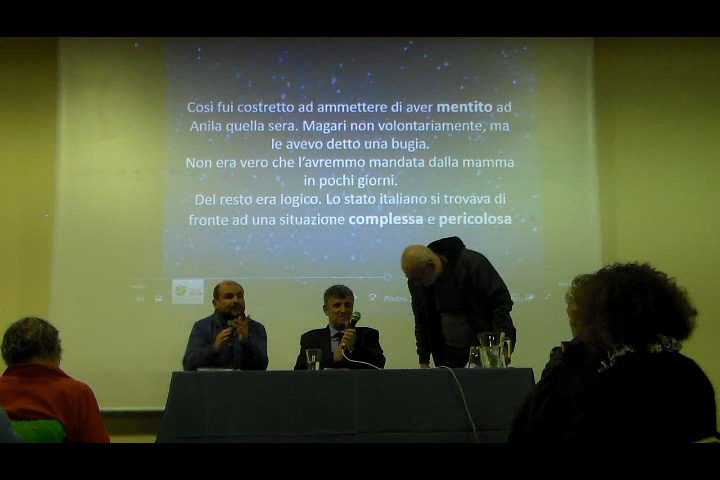 Così fui costretto ad ammettere di aver mentito ad
Anila quella sera. Magari non volontariamente, ma
le avevo detto una bugia.
Non era vero che l'avremmo mandata dalla mamma
in pochi giorni.
Del resto era logico. Lo stato italiano si trovava di
fronte ad una situazione complessa e pericolosa
Pietro